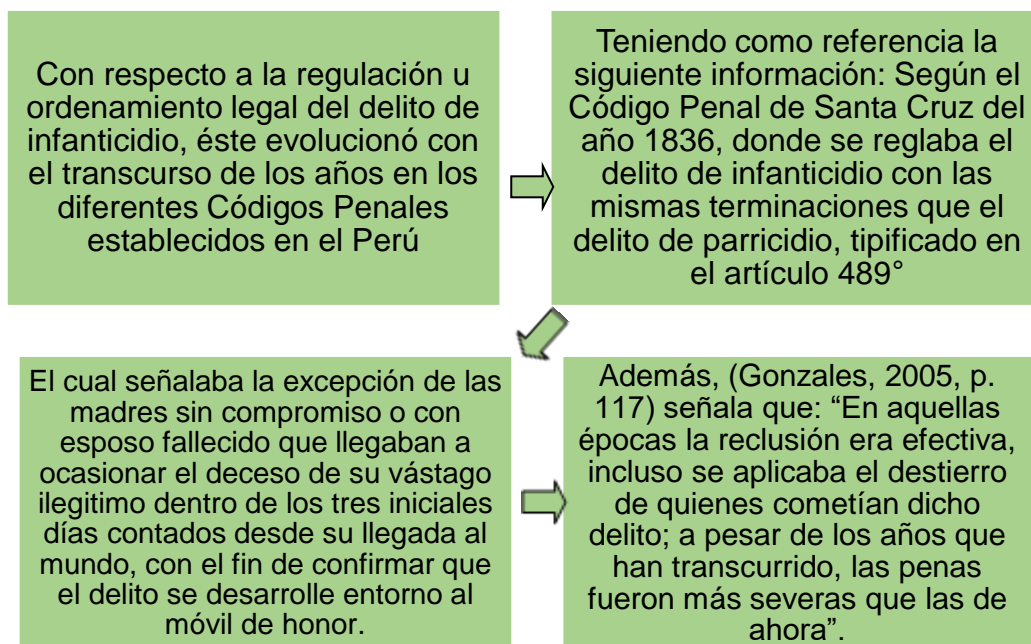 Con respecto a la regulación u
ordenamiento legal del delito de
infanticidio, éste evolucionó con
el transcurso de los años en los
diferentes Códigos Penales
establecidos en el Perú
Teniendo como referencia la
siguiente información: Según el
Código Penal de Santa Cruz del
año 1836, donde se reglaba el
delito de infanticidio con las
mismas terminaciones que el
delito de parricidio, tipificado en
el artículo 489°
El cual señalaba la excepción de las
madres sin compromiso o con
esposo fallecido que llegaban a
ocasionar el deceso de su vástago
ilegitimo dentro de los tres iniciales
días contados desde su llegada al
mundo, con el fin de confirmar que
el delito se desarrolle entorno al
móvil de honor.
Además, (Gonzales, 2005, p.
117) señala que: “En aquellas
épocas la reclusión era efectiva,
incluso se aplicaba el destierro
de quienes cometían dicho
delito; a pesar de los años que
han transcurrido, las penas
fueron más severas que las de
ahora”.